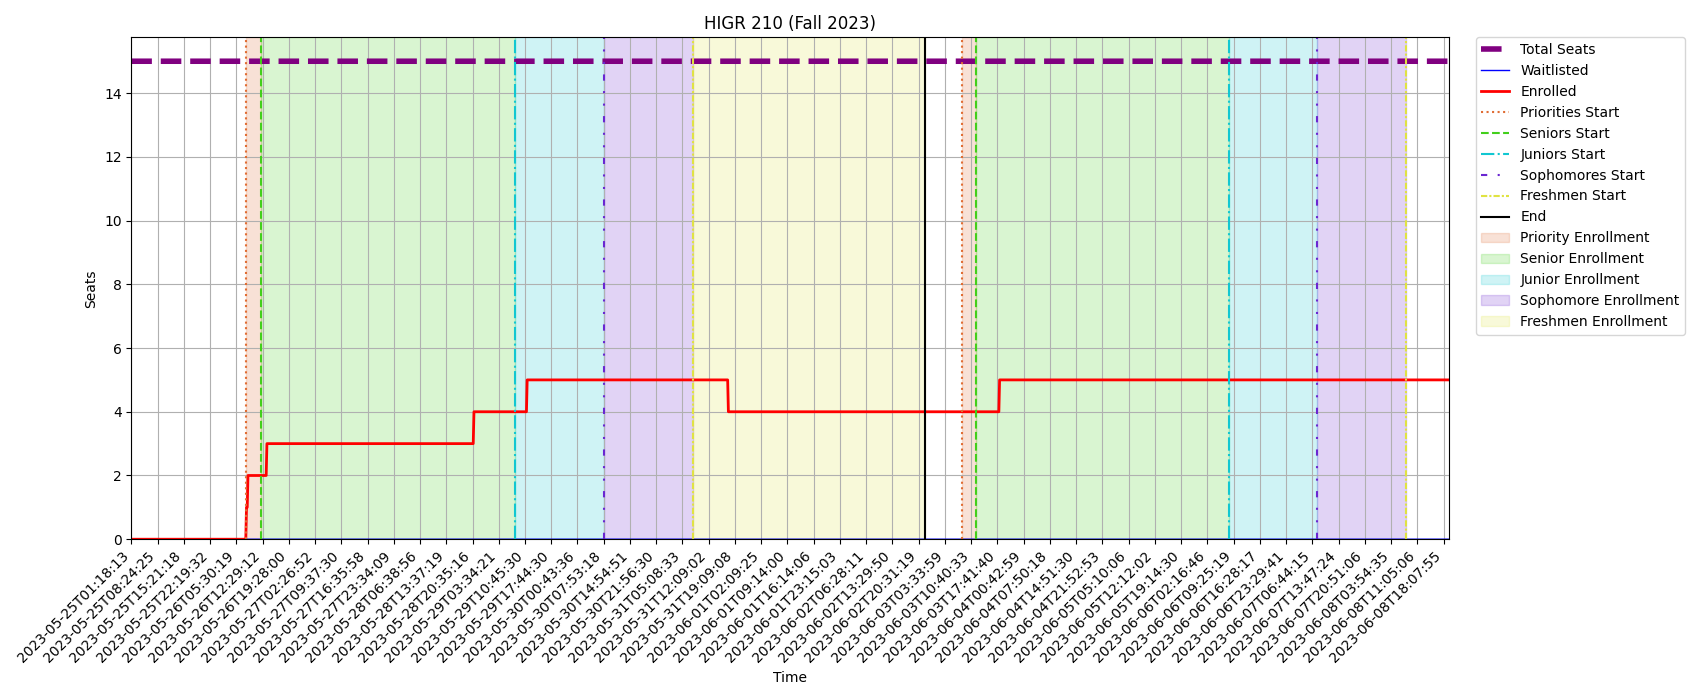 HIGR 210 (Fall 2023)
Seats
14
12
10
8
6
4
2
0
2023-05-25T01:18:13
2023-05-25T08:24:25
2023-05-25T15:21:18
2023-05-25T22:19:32
2023-05-26T05:30:19
2023-05-26T12:29:12
2023-05-26T19:28:00
2023-05-27T02:26:52
2023-05-27T09:37:30
2023-05-27T16:35:58
2023-05-27T23:34:09
2023-05-28T06:38:56
2023-05-28T13:37:19
2023-05-28T20:35:16
2023-05-29T03:34:21
2023-05-29T10:45:30
2023-05-29T17:44:30
2023-05-30T00:43:36
2023-05-30T07:53:18
2023-05-30T14:54:51
2023-05-30T21:56:30
2023-05-31T05:08:33
2023-05-31T12:09:02
2023-05-31T19:09:08
2023-06-01T02:09:25
2023-06-01T09:14:00
2023-06-01T16:14:06
2023-06-01T23:15:03
2023-06-02T06:28:11
2023-06-02T13:29:50
2023-06-02T20:31:19
2023-06-03T03:33:59
2023-06-03T10:40:33
2023-06-03T17:41:40
2023-06-04T00:42:59
2023-06-04T07:50:18
2023-06-04T14:51:30
2023-06-04T21:52:53
2023-06-05T05:10:06
2023-06-05T12:12:02
2023-06-05T19:14:30
2023-06-06T02:16:46
2023-06-06T09:25:19
2023-06-06T16:28:17
2023-06-06T23:29:41
2023-06-07T06:44:15
2023-06-07T13:47:24
2023-06-07T20:51:06
2023-06-08T03:54:35
2023-06-08T11:05:06
2023-06-08T18:07:55
Time
Total Seats
Waitlisted
Enrolled
Priorities Start
Seniors Start
Juniors Start
Sophomores Start
Freshmen Start
End
Priority Enrollment
Senior Enrollment
Junior Enrollment
Sophomore Enrollment
Freshmen Enrollment